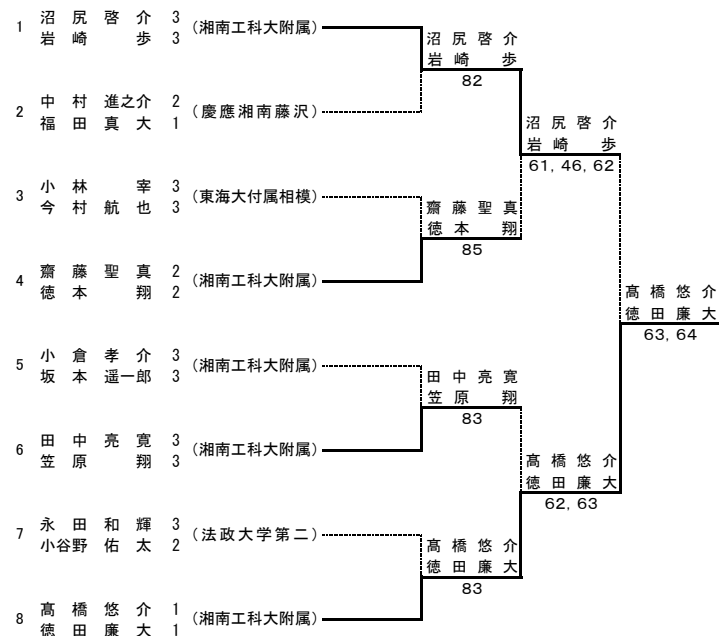 1 沼尻啓介 3 (湘南工科大附属)
岩崎 歩 3
2 中村進之介 2 (慶應湘南藤沢)
福田真大 1
3 小林 宰 3 (東海大付属相模)
今村航也 3
4 齋藤聖真 2 (湘南工科大附属)
徳本 翔 2
5 小倉孝介 3 (湘南工科大附属)
坂本遥一郎 3
6 田中亮寛 3 (湘南工科大附属)
笠原 翔 3
7 永田和輝 3 (法政大学第二)
小谷野佑太 2
8 髙橋悠介 1 (湘南工科大附属)
徳田廉大 1
沼尻啓介
岩崎 歩
82
齋藤聖真
徳本 翔
85
田中亮寛
笠原 翔
83
髙橋悠介
徳田廉大
83
沼尻啓介
岩崎 歩
61, 46, 62
髙橋悠介
徳田廉大
62, 63
髙橋悠介
徳田廉大
63, 64